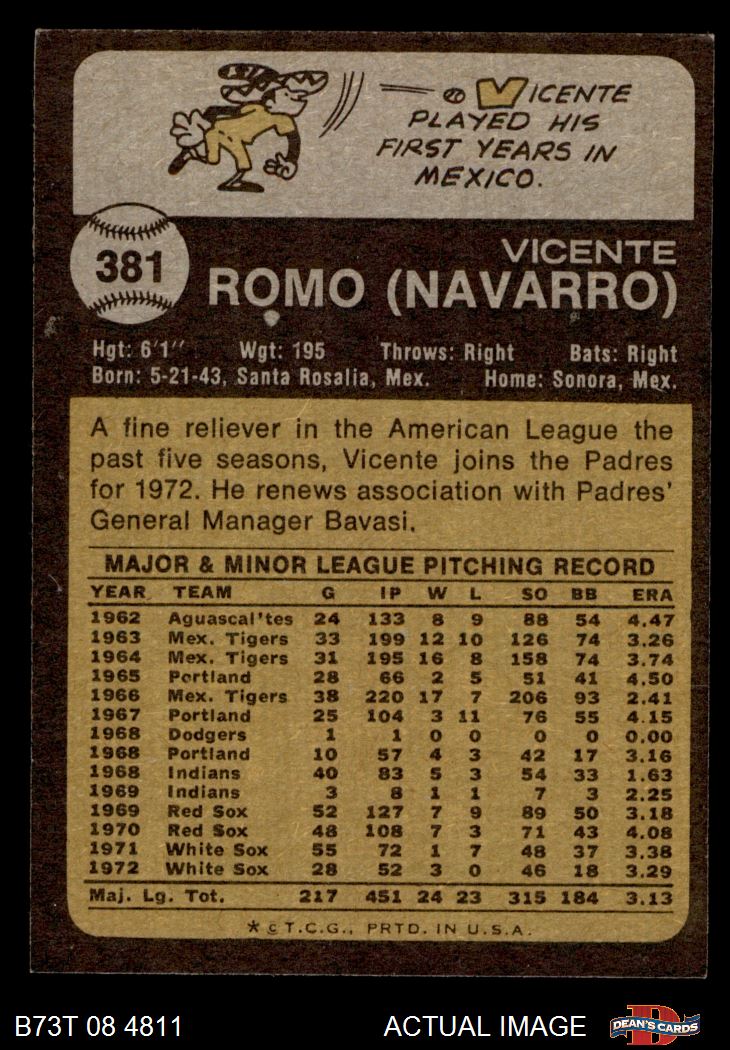 VICENTE
PLAYED HIS
FIRST YEARS IN
MEXICO.
381
VICENTE
ROMO (NAVARRO)
Hgt: 6'1" Wgt: 195 Throws: Right Bats: Right
Born: 5-21-43, Santa Rosalia, Mex. Home: Sonora, Mex.
A fine reliever in the American League the
past five seasons, Vicente joins the Padres
for 1972. He renews association with Padres'
General Manager Bavasi.
MAJOR & MINOR LEAGUE PITCHING RECORD
YEAR TEAM G IP W L SO BB ERA
1962 Aguascal'tes 24 133 8 9 88 54 4.47
1963 Mex. Tigers 33 199 12 10 126 74 3.26
1964 Mex. Tigers 31 195 16 8 158 74 3.74
1965 Portland 28 66 2 5 51 41 4.50
1966 Mex. Tigers 38 220 17 7 206 93 2.41
1967 Portland 25 104 3 11 76 55 4.15
1968 Dodgers 1 1 0 0 0 0 0.00
1968 Portland 10 57 4 3 42 17 3.16
1968 Indians 40 83 5 3 54 33 1.63
1969 Indians 3 8 1 1 7 3 2.25
1969 Red Sox 52 127 7 9 89 50 3.18
1970 Red Sox 48 108 7 3 71 43 4.08
1971 White Sox 55 72 1 7 48 37 3.38
1972 White Sox 28 52 3 0 46 18 3.29
Maj. Lg. Tot. 217 451 24 23 315 184 3.13
* © T.C.G., PRTD. IN U.S.A.
B73T 08 4811 ACTUAL IMAGE D DEAN'S CARDS